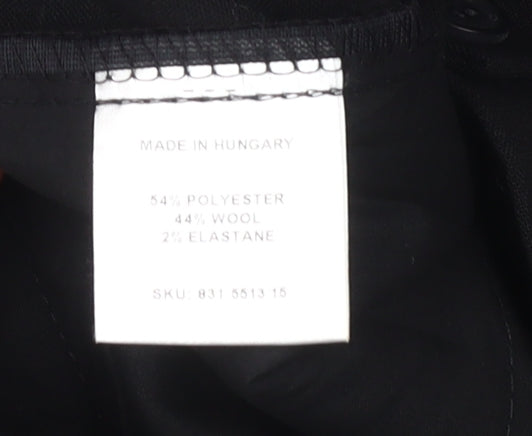 MADE IN HUNGARY
54% POLYESTER
44% WOOL
2% ELASTANE
SKU: 831 5513 15